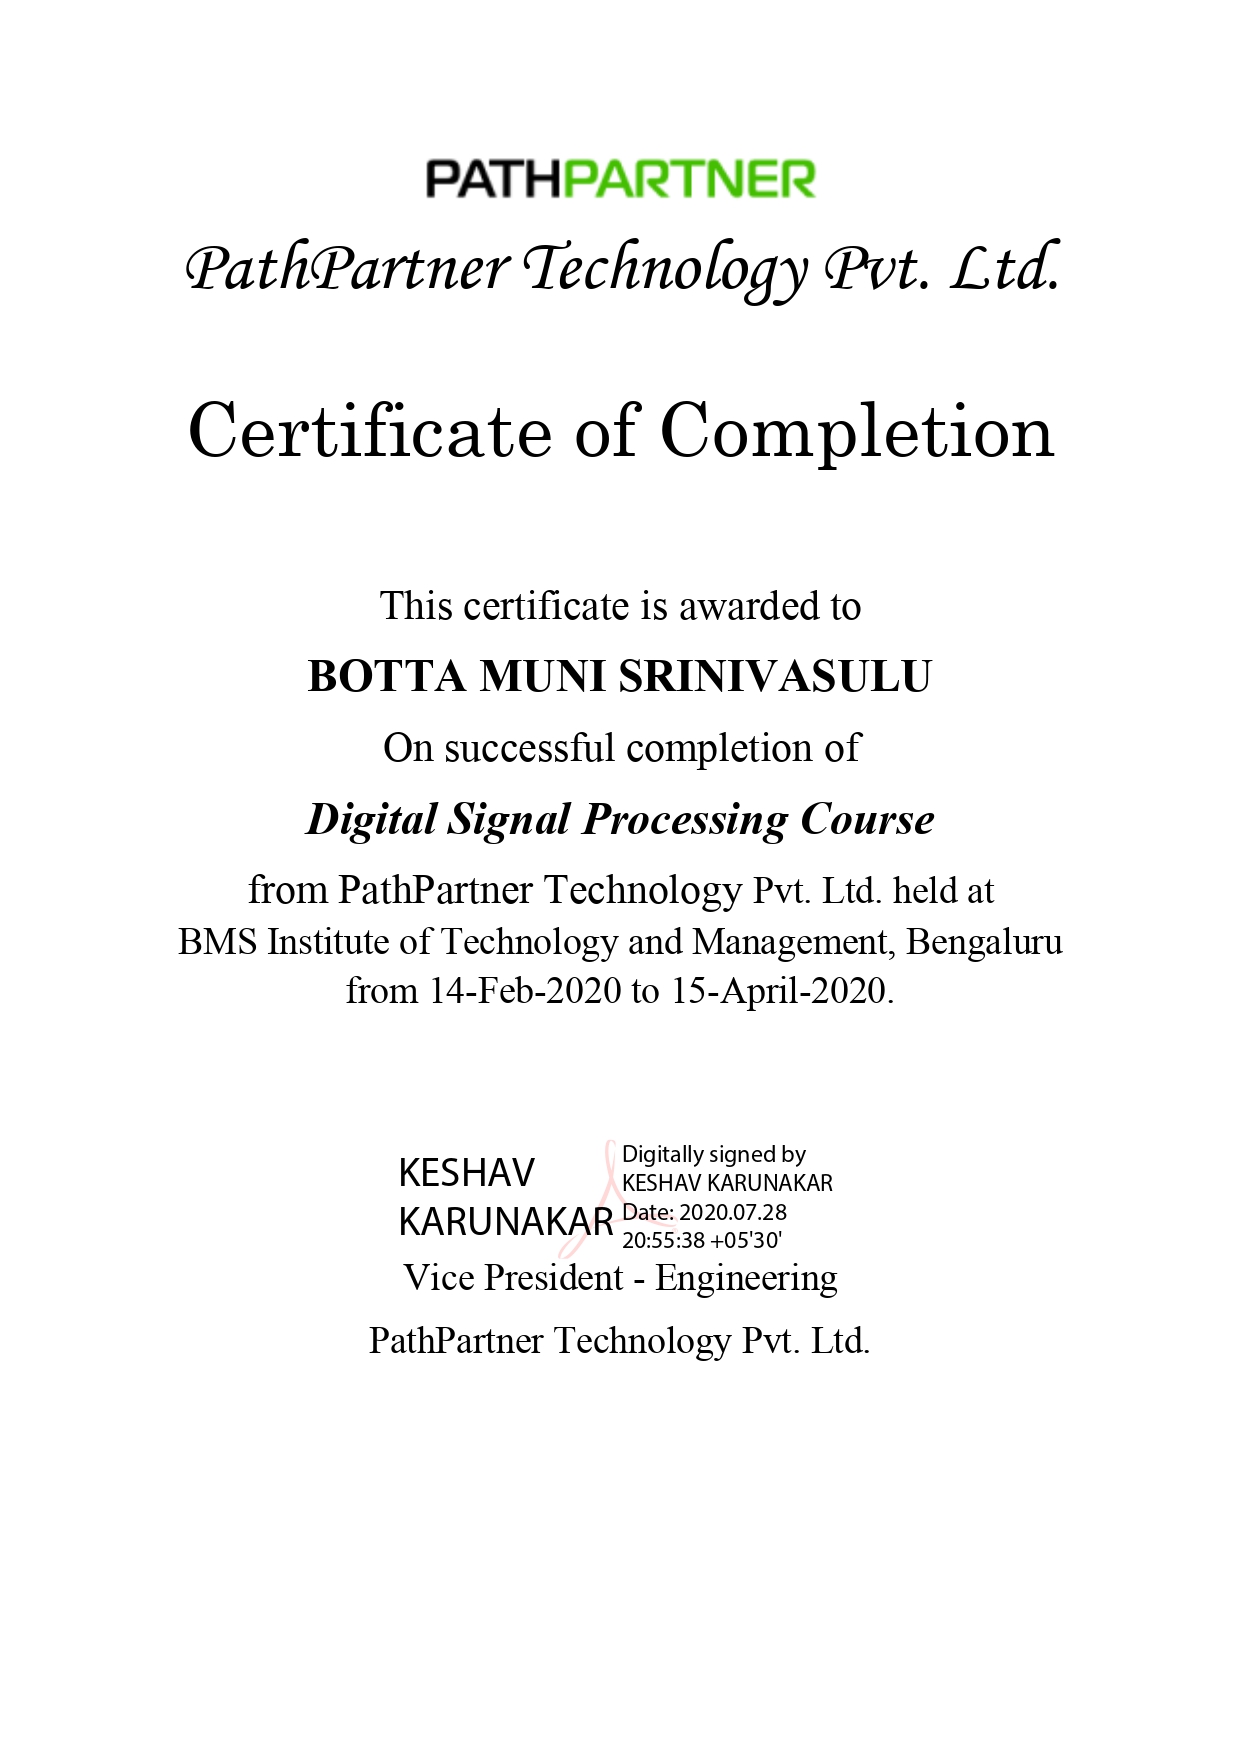 PATHPARTNER
PathPartner Technology Pvt. Ltd.
Certificate of Completion
This certificate is awarded to
BOTTA MUNI SRINIVASULU
On successful completion of
Digital Signal Processing Course
from PathPartner Technology Pvt. Ltd. held at
BMS Institute of Technology and Management, Bengaluru
from 14-Feb-2020 to 15-April-2020.
KESHAV
KARUNAKAR
Digitally signed by
KESHAV KARUNAKAR
Date: 2020.07.28
20:55:38 +05'30'
Vice President - Engineering
PathPartner Technology Pvt. Ltd.